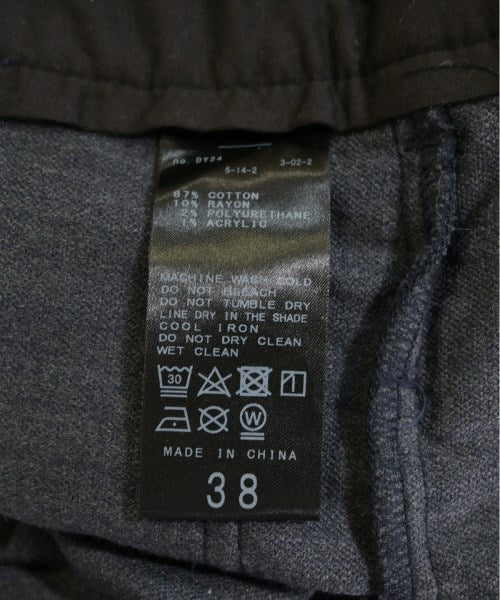 no. DY24 3-02-2
5-14-2
87% COTTON
10% RAYON
2% POLYURETHANE
1% ACRYLIC
MACHINE WASH COLD
DO NOT BLEACH
DO NOT TUMBLE DRY
LINE DRY IN THE SHADE
COOL IRON
DO NOT DRY CLEAN
WET CLEAN
30
W
MADE IN CHINA
38